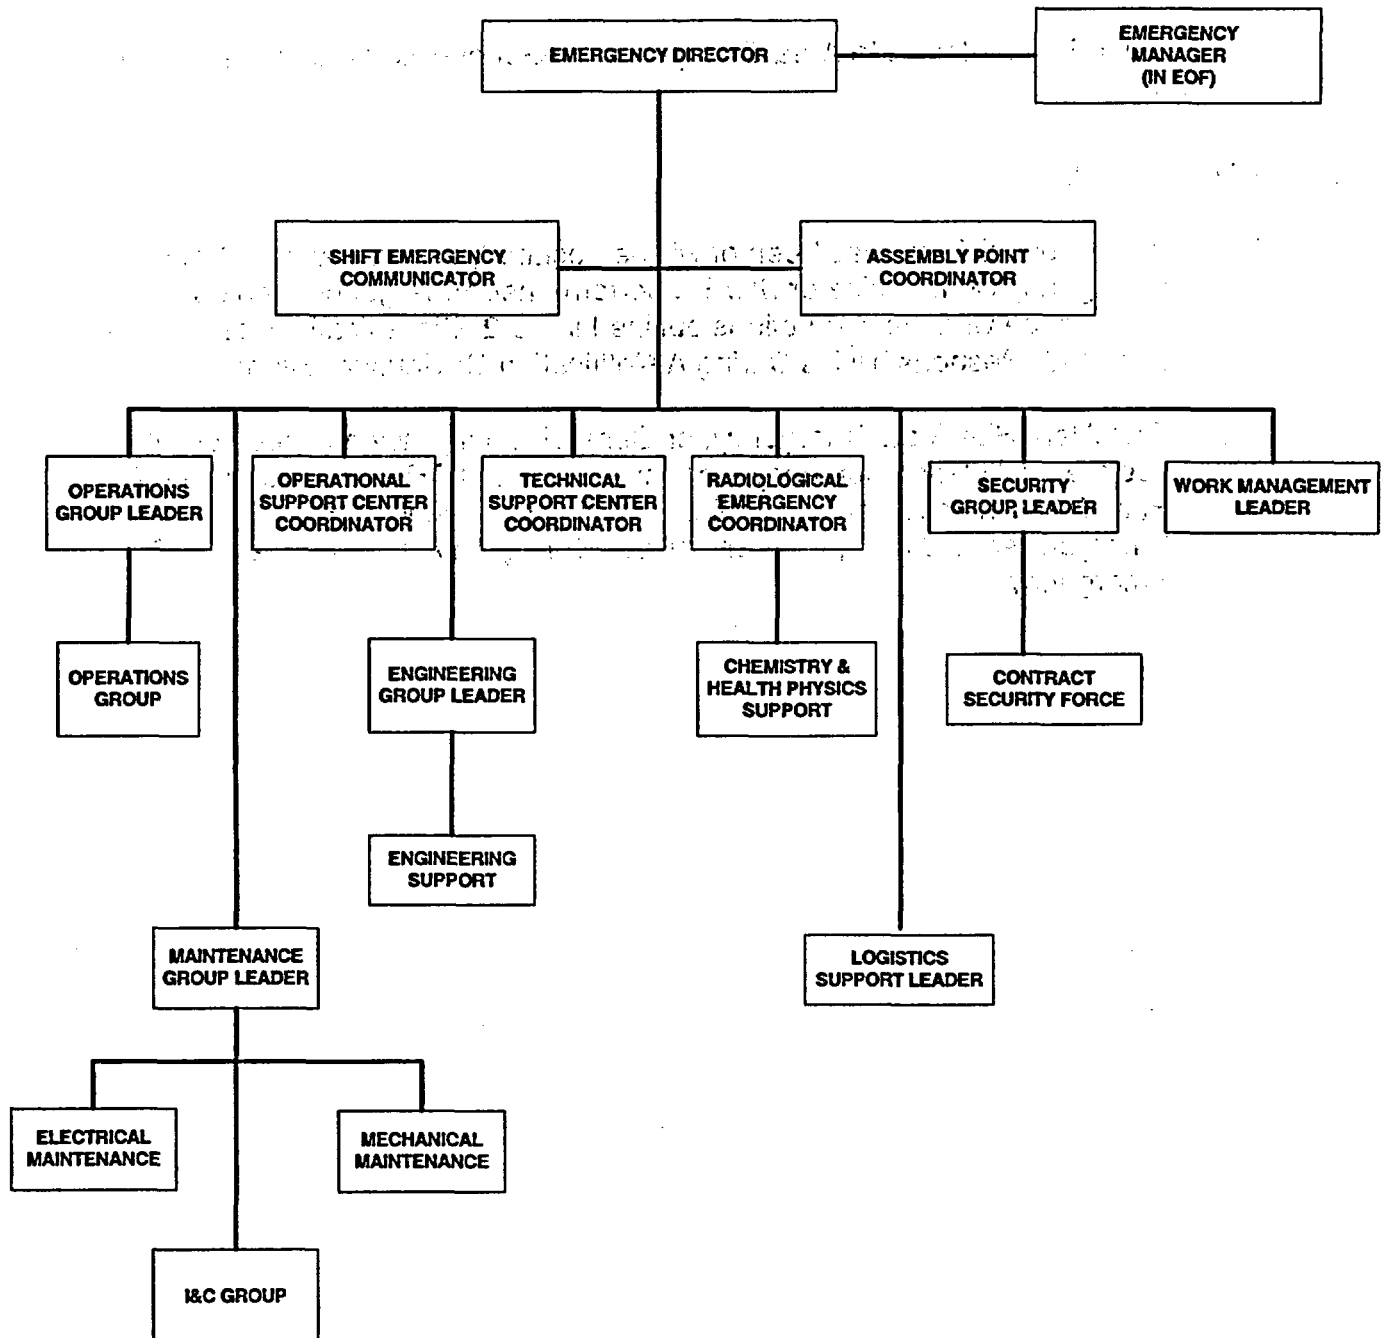 EMERGENCY DIRECTOR
EMERGENCY
MANAGER
(IN EOF)
SHIFT EMERGENCY
COMMUNICATOR
ASSEMBLY POINT
COORDINATOR
OPERATIONS
GROUP LEADER
OPERATIONAL
SUPPORT CENTER
COORDINATOR
TECHNICAL
SUPPORT CENTER
COORDINATOR
RADIOLOGICAL
EMERGENCY
COORDINATOR
SECURITY
GROUP LEADER
WORK MANAGEMENT
LEADER
OPERATIONS
GROUP
ENGINEERING
GROUP LEADER
CHEMISTRY &
HEALTH PHYSICS
SUPPORT
CONTRACT
SECURITY FORCE
ENGINEERING
SUPPORT
MAINTENANCE
GROUP LEADER
LOGISTICS
SUPPORT LEADER
ELECTRICAL
MAINTENANCE
MECHANICAL
MAINTENANCE
I&C GROUP